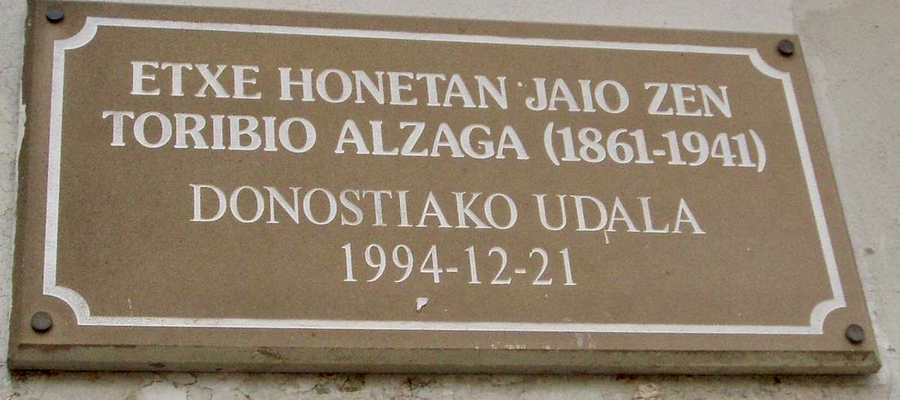 ETXE HONETAN JAIO ZEN
TORIBIO ALZAGA (1861-1941)
DONOSTIAKO UDALA
1994-12-21